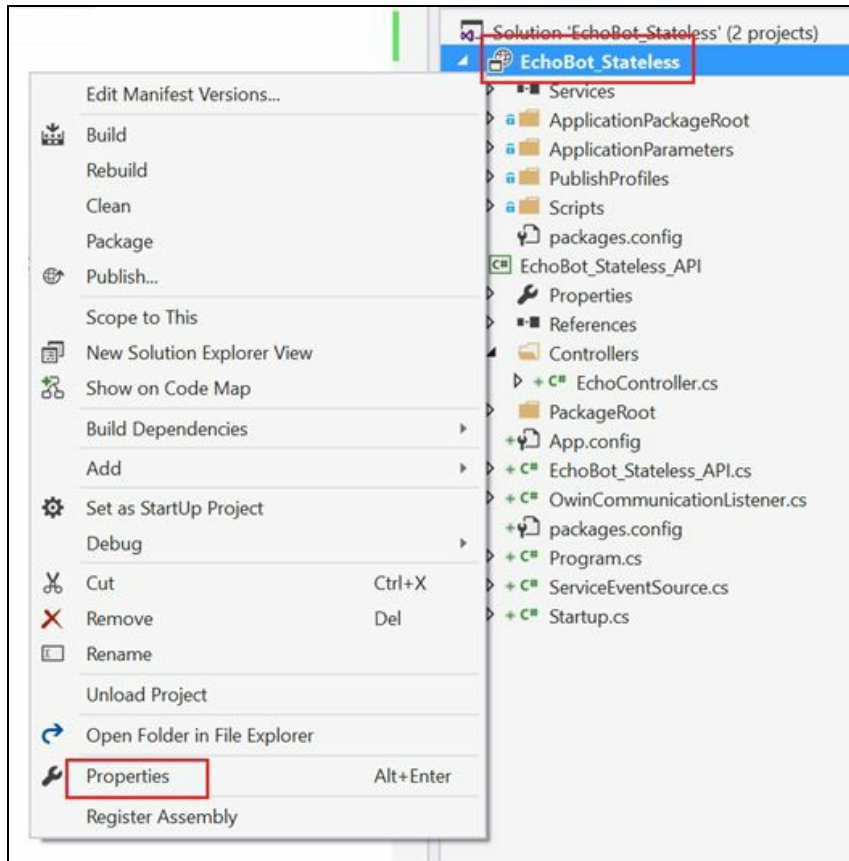 Edit Manifest Versions...
Build
Rebuild
Clean
Package
Publish...
Scope to This
New Solution Explorer View
Show on Code Map
Build Dependencies
Add
Set as StartUp Project
Debug
Cut Ctrl+X
Remove Del
Rename
Unload Project
Open Folder in File Explorer
Properties Alt+Enter
Register Assembly
Solution 'EchoBot_Stateless' (2 projects)
EchoBot_Stateless
Services
ApplicationPackageRoot
ApplicationParameters
PublishProfiles
Scripts
packages.config
C# EchoBot_Stateless_API
Properties
References
Controllers
+ C# EchoController.cs
PackageRoot
+ App.config
+ C# EchoBot_Stateless_API.cs
+ C# OwinCommunicationListener.cs
+ packages.config
+ C# Program.cs
+ C# ServiceEventSource.cs
+ C# Startup.cs